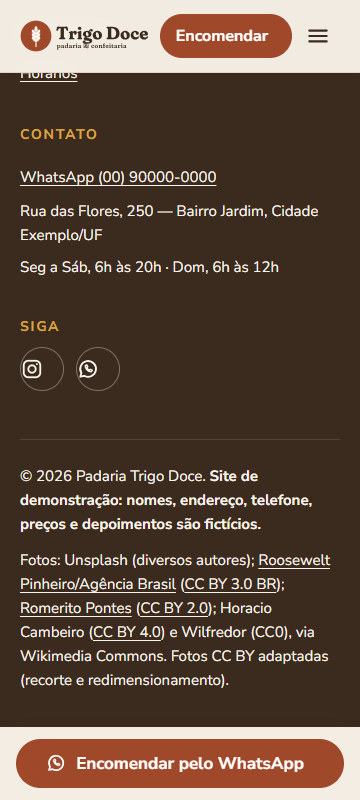 Trigo Doce
padaria & confeitaria
Encomendar
Horários
CONTATO
WhatsApp (00) 90000-0000
Rua das Flores, 250 — Bairro Jardim, Cidade
Exemplo/UF
Seg a Sáb, 6h às 20h · Dom, 6h às 12h
SIGA
© 2026 Padaria Trigo Doce. Site de
demonstração: nomes, endereço, telefone,
preços e depoimentos são fictícios.
Fotos: Unsplash (diversos autores); Roosewelt
Pinheiro/Agência Brasil (CC BY 3.0 BR);
Romerito Pontes (CC BY 2.0); Horacio
Cambeiro (CC BY 4.0) e Wilfredor (CC0), via
Wikimedia Commons. Fotos CC BY adaptadas
(recorte e redimensionamento).
Encomendar pelo WhatsApp